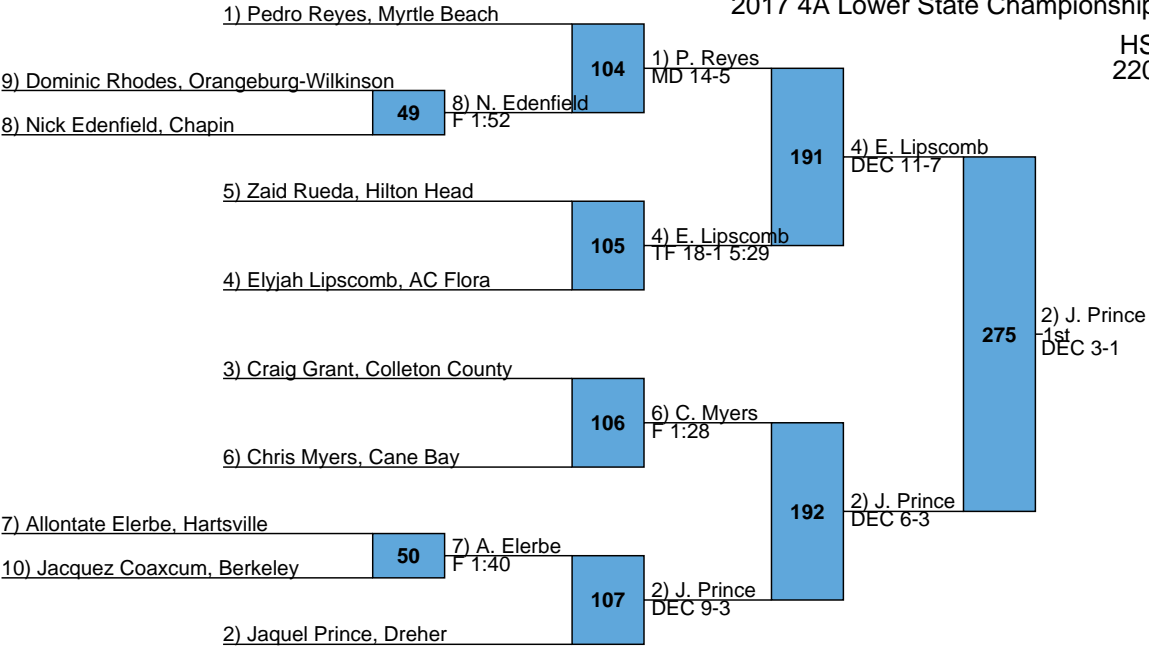 2017 4A Lower State Championship
HS
220
1) Pedro Reyes, Myrtle Beach
104
1) P. Reyes
MD 14-5
9) Dominic Rhodes, Orangeburg-Wilkinson
49
8) N. Edenfield
F 1:52
8) Nick Edenfield, Chapin
191
4) E. Lipscomb
DEC 11-7
5) Zaid Rueda, Hilton Head
105
4) E. Lipscomb
TF 18-1 5:29
4) Elyjah Lipscomb, AC Flora
275
2) J. Prince
1st
DEC 3-1
3) Craig Grant, Colleton County
106
6) C. Myers
F 1:28
6) Chris Myers, Cane Bay
192
2) J. Prince
DEC 6-3
7) Allontate Elerbe, Hartsville
50
7) A. Elerbe
F 1:40
10) Jacquez Coaxcum, Berkeley
107
2) J. Prince
DEC 9-3
2) Jaquel Prince, Dreher